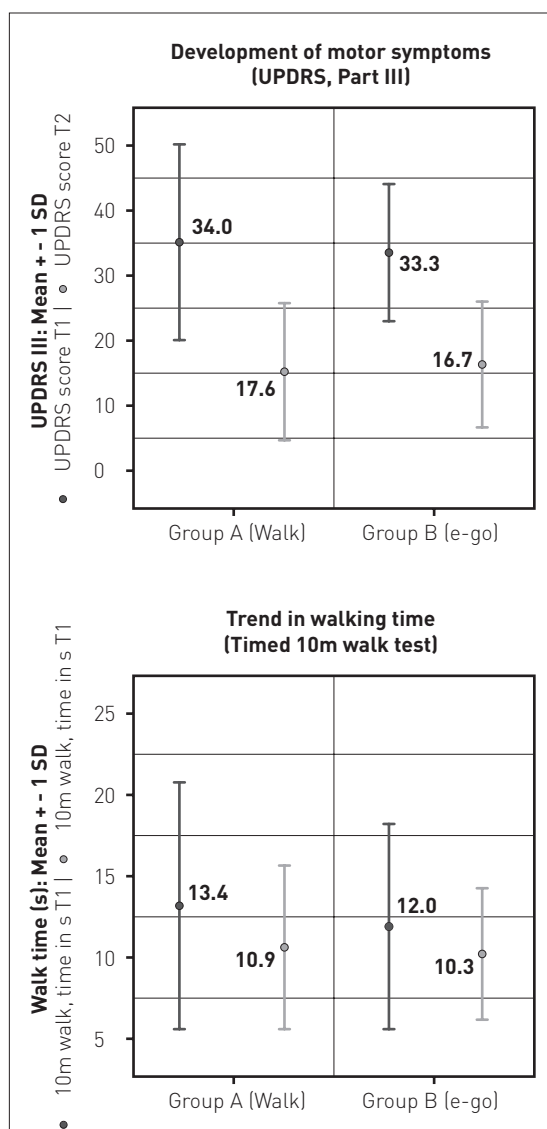 Development of motor symptoms
(UPDRS, Part III)
UPDRS III: Mean + - 1 SD
● UPDRS score T1 | ● UPDRS score T2
50
40
30
20
10
0
34.0
17.6
33.3
16.7
Group A (Walk)
Group B (e-go)
Trend in walking time
(Timed 10m walk test)
Walk time (s): Mean + - 1 SD
● 10m walk, time in s T1 | ● 10m walk, time in s T1
25
20
15
10
5
13.4
10.9
12.0
10.3
Group A (Walk)
Group B (e-go)